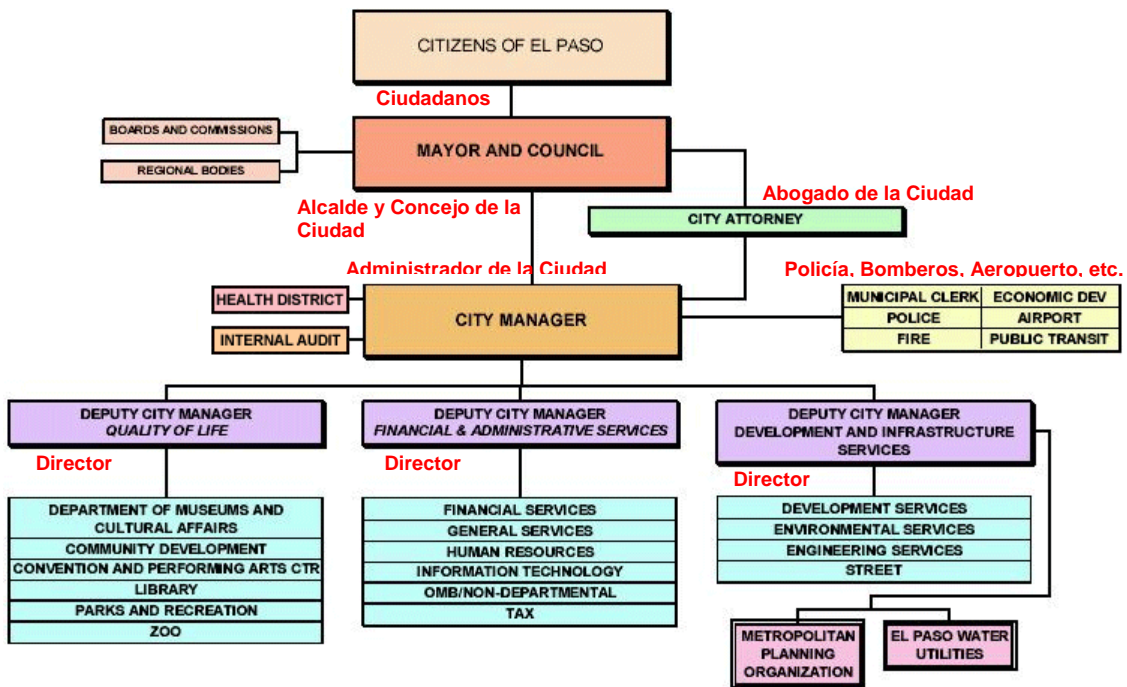 CITIZENS OF EL PASO
Ciudadanos
BOARDS AND COMMISSIONS
REGIONAL BODIES
MAYOR AND COUNCIL
Alcalde y Concejo de la
Ciudad
Abogado de la Ciudad
CITY ATTORNEY
Administrador de la Ciudad
Policía, Bomberos, Aeropuerto, etc.
HEALTH DISTRICT
INTERNAL AUDIT
CITY MANAGER
MUNICIPAL CLERK ECONOMIC DEV
POLICE AIRPORT
FIRE PUBLIC TRANSIT
DEPUTY CITY MANAGER
QUALITY OF LIFE
Director
DEPARTMENT OF MUSEUMS AND
CULTURAL AFFAIRS
COMMUNITY DEVELOPMENT
CONVENTION AND PERFORMING ARTS CTR
LIBRARY
PARKS AND RECREATION
ZOO
DEPUTY CITY MANAGER
FINANCIAL & ADMINISTRATIVE SERVICES
Director
FINANCIAL SERVICES
GENERAL SERVICES
HUMAN RESOURCES
INFORMATION TECHNOLOGY
OMB/NON-DEPARTMENTAL
TAX
DEPUTY CITY MANAGER
DEVELOPMENT AND INFRASTRUCTURE
SERVICES
Director
DEVELOPMENT SERVICES
ENVIRONMENTAL SERVICES
ENGINEERING SERVICES
STREET
METROPOLITAN
PLANNING
ORGANIZATION
EL PASO WATER
UTILITIES